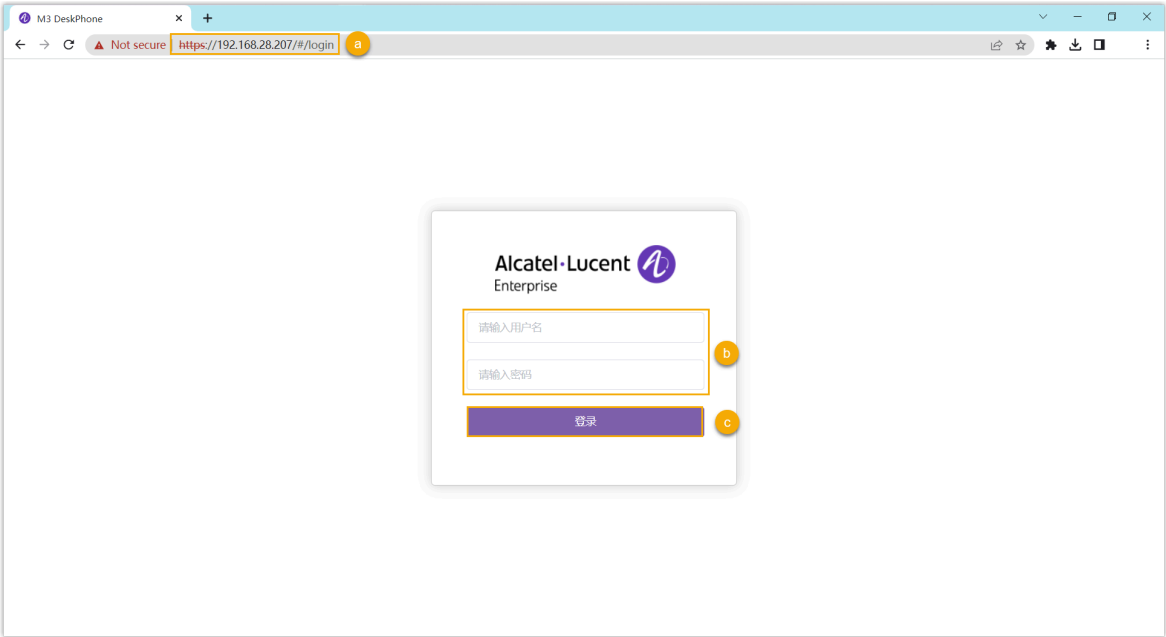 M3 DeskPhone
Not secure https://192.168.28.207/#/login
a
Alcatel·Lucent
Enterprise
请输入用户名
b
请输入密码
登录
c